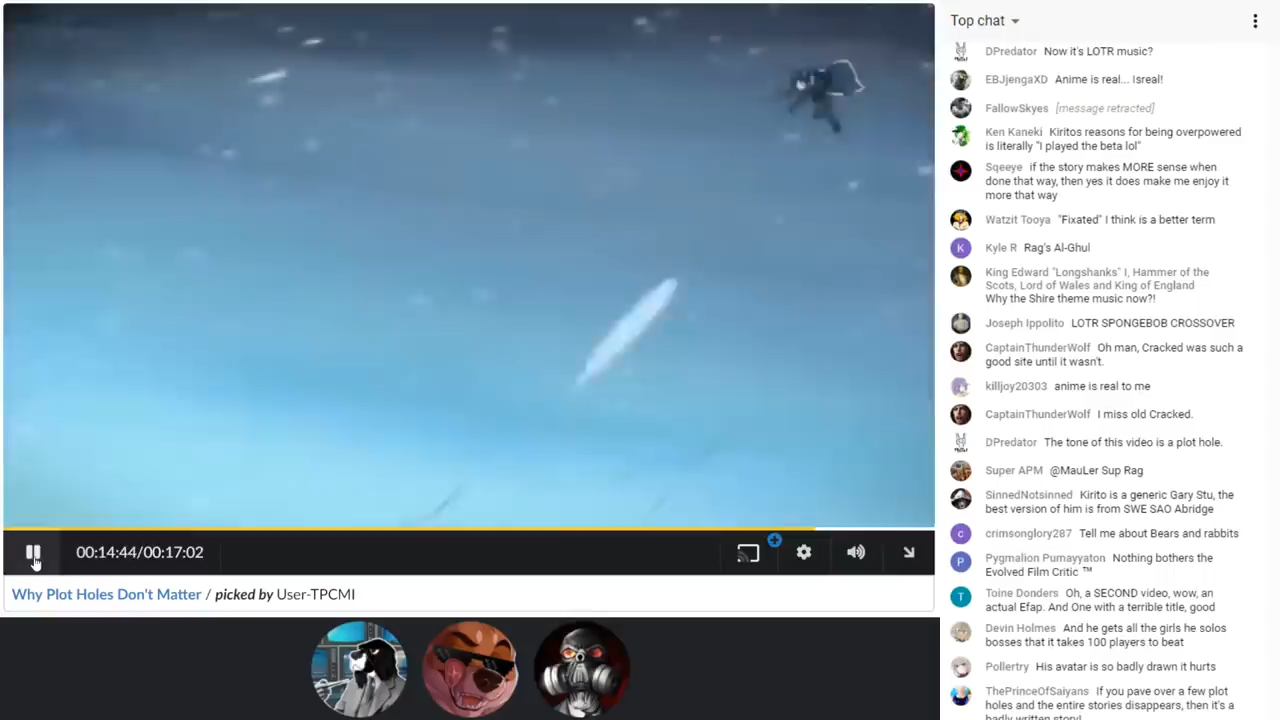 Top chat
DPredator Now it's LOTR music?
EBJjengaXD Anime is real... Isreal!
FallowSkyes [message retracted]
Ken Kaneki Kiritos reasons for being overpowered
is literally "I played the beta lol"
Sqeeye if the story makes MORE sense when
done that way, then yes it does make me enjoy it
more that way
Watzit Tooya "Fixated" I think is a better term
K
Kyle R Rag's Al-Ghul
King Edward "Longshanks" I, Hammer of the
Scots, Lord of Wales and King of England
Why the Shire theme music now?!
Joseph Ippolito LOTR SPONGEBOB CROSSOVER
CaptainThunderWolf Oh man, Cracked was such a
good site until it wasn't.
killjoy20303 anime is real to me
CaptainThunderWolf I miss old Cracked.
DPredator The tone of this video is a plot hole.
Super APM @MauLer Sup Rag
SinnedNotsinned Kirito is a generic Gary Stu, the
best version of him is from SWE SAO Abridge
c
crimsonglory287 Tell me about Bears and rabbits
P
Pygmalion Pumayyaton Nothing bothers the
Evolved Film Critic ™
T
Toine Donders Oh, a SECOND video, wow, an
actual Efap. And One with a terrible title, good
Devin Holmes And he gets all the girls he solos
bosses that it takes 100 players to beat
Pollertry His avatar is so badly drawn it hurts
ThePrinceOfSaiyans If you pave over a few plot
holes and the entire stories disappears, then it's a
badly written story!
00:14:44/00:17:02
Why Plot Holes Don't Matter / picked by User-TPCMI